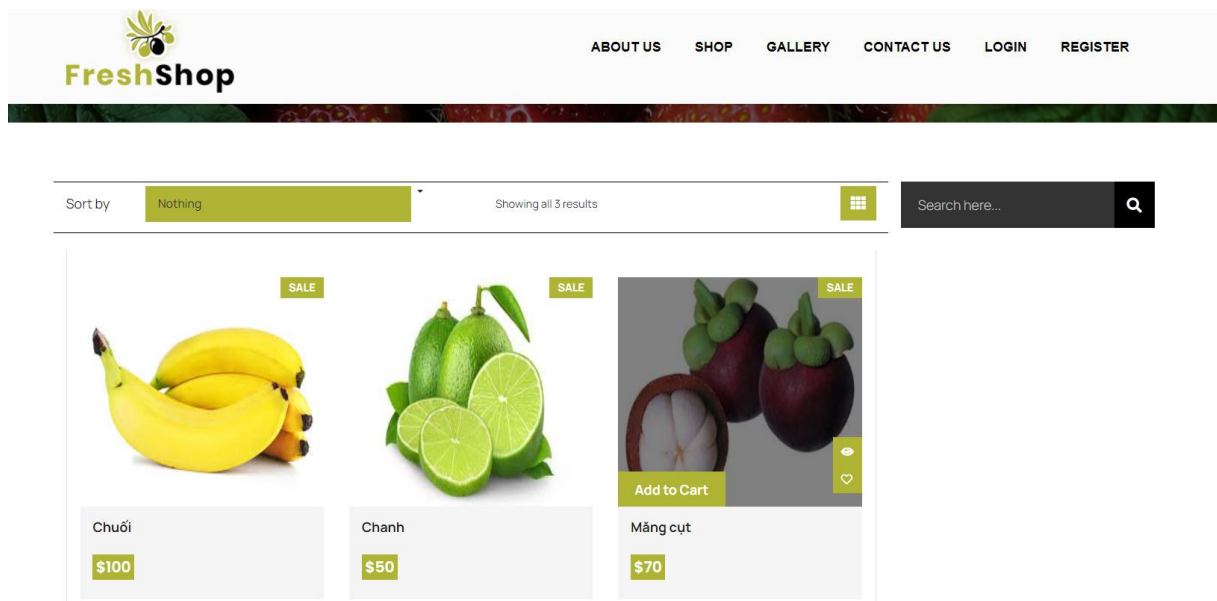 FreshShop
ABOUT US SHOP GALLERY CONTACT US LOGIN REGISTER
Sort by Nothing Showing all 3 results Search here...
SALE SALE SALE
Add to Cart
Chuối Chanh Măng cụt
$100 $50 $70